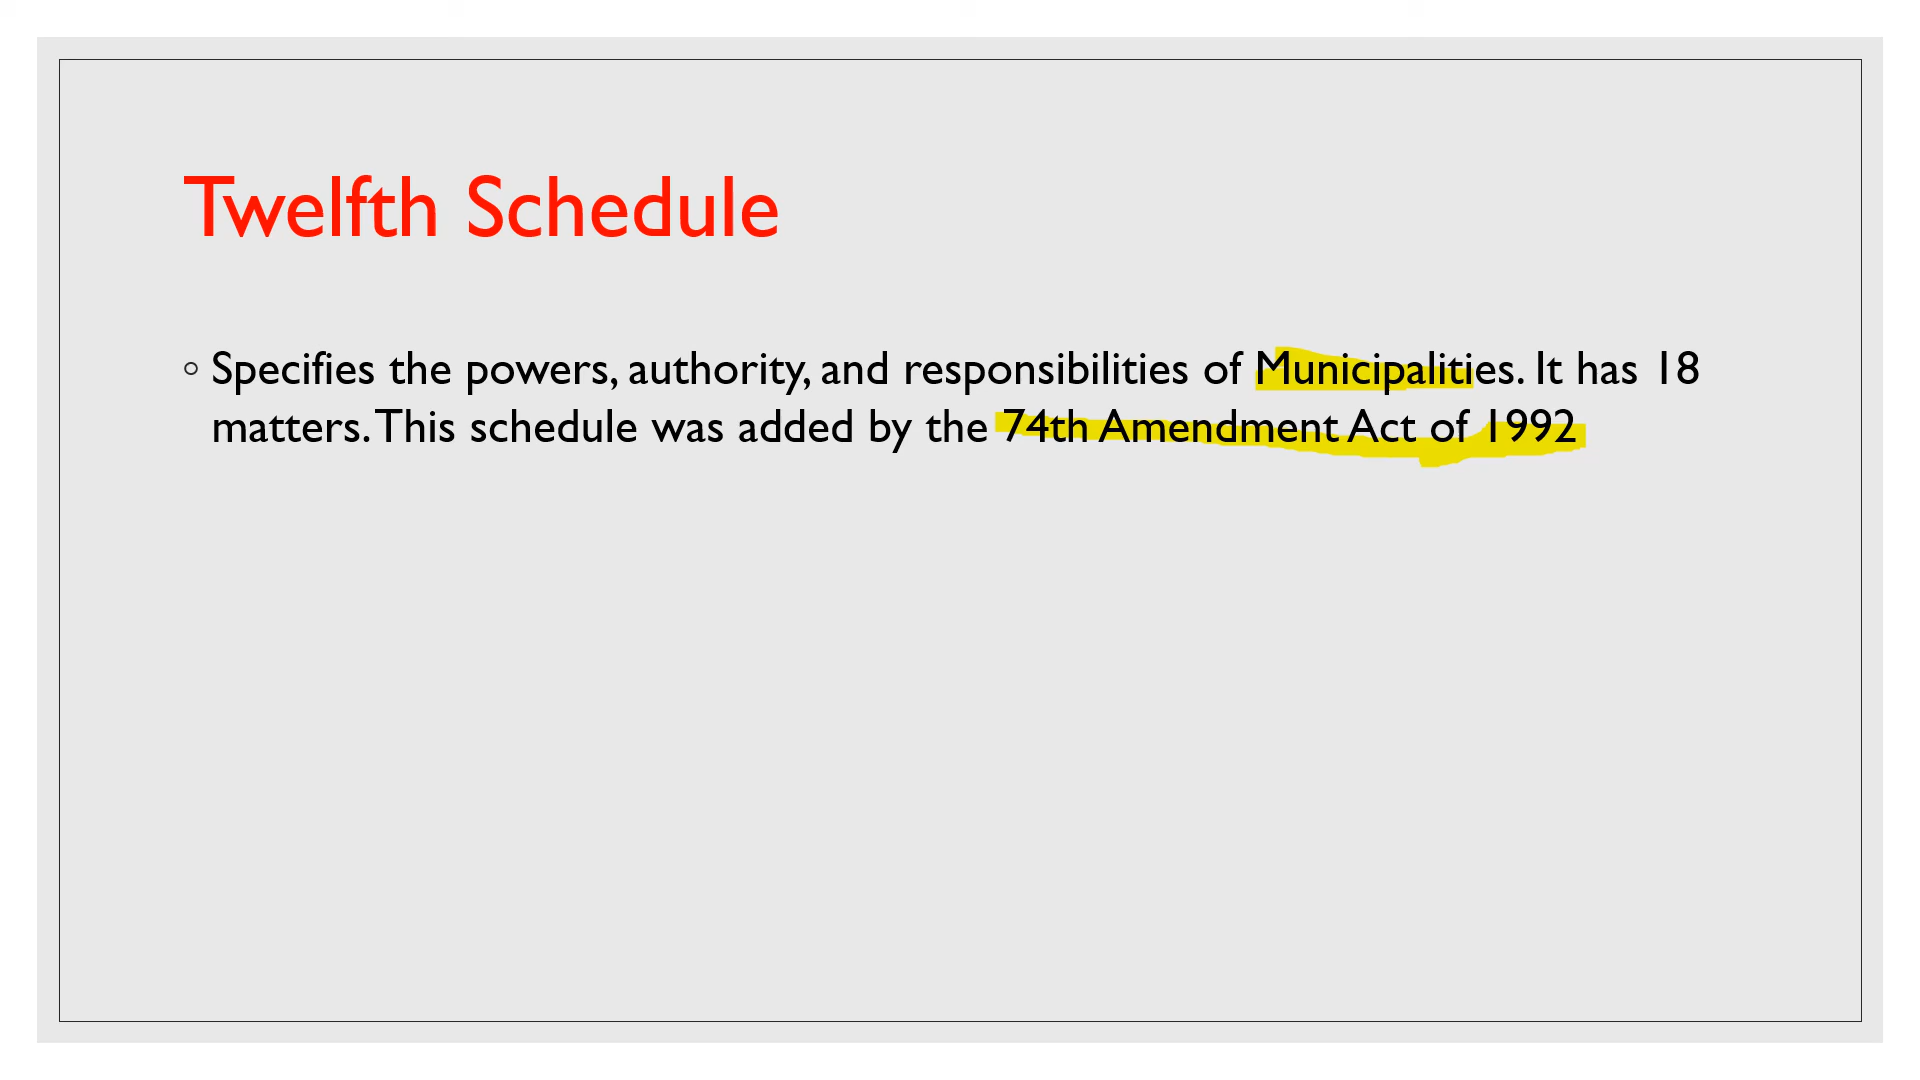 Twelfth Schedule
◦ Specifies the powers, authority, and responsibilities of Municipalities. It has 18
matters. This schedule was added by the 74th Amendment Act of 1992